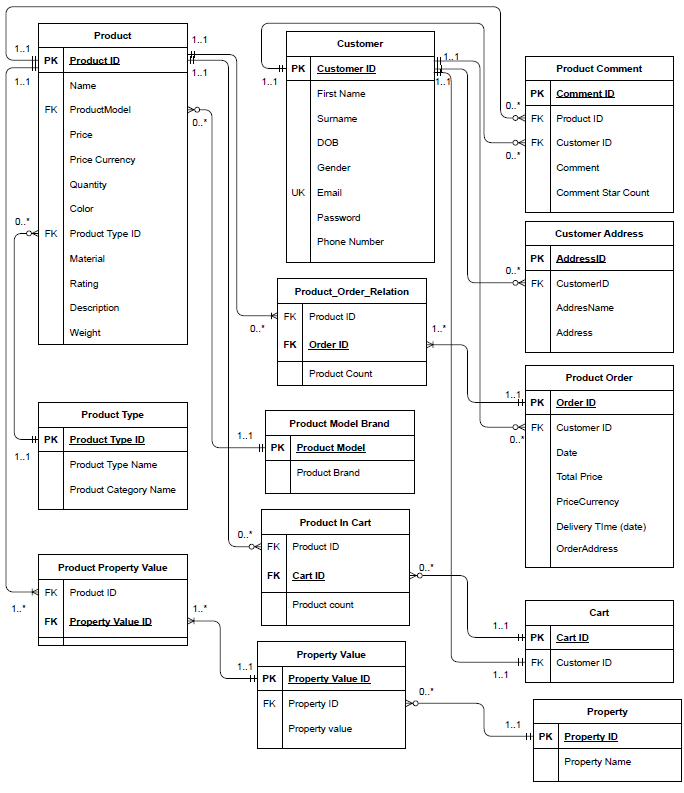 Product
1..1
PK Product ID
1..1
1..1
1..1
Name
FK ProductModel
0..*
Price
Price Currency
Quantity
Color
0..*
FK Product Type ID
Material
Rating
Description
Weight
Customer
PK Customer ID
1..1
1..1
1..1
First Name
Surname
DOB
Gender
UK Email
Password
Phone Number
Product Comment
PK Comment ID
0..*
FK Product ID
FK Customer ID
0..*
Comment
Comment Star Count
Customer Address
PK AddressID
0..*
FK CustomerID
AddresName
Address
Product_Order_Relation
FK Product ID
0..*
1..*
FK Order ID
Product Count
Product Order
1..1
PK Order ID
FK Customer ID
0..*
Date
Total Price
PriceCurrency
Delivery TIme (date)
OrderAddress
Product Type
PK Product Type ID
1..1
Product Type Name
Product Category Name
Product Model Brand
1..1
PK Product Model
Product Brand
Product In Cart
0..*
FK Product ID
0..*
FK Cart ID
Product count
Product Property Value
FK Product ID
1..*
1..*
FK Property Value ID
Cart
1..1
PK Cart ID
FK Customer ID
1..1
Property Value
1..1
PK Property Value ID
0..*
FK Property ID
Property value
Property
1..1
PK Property ID
Property Name